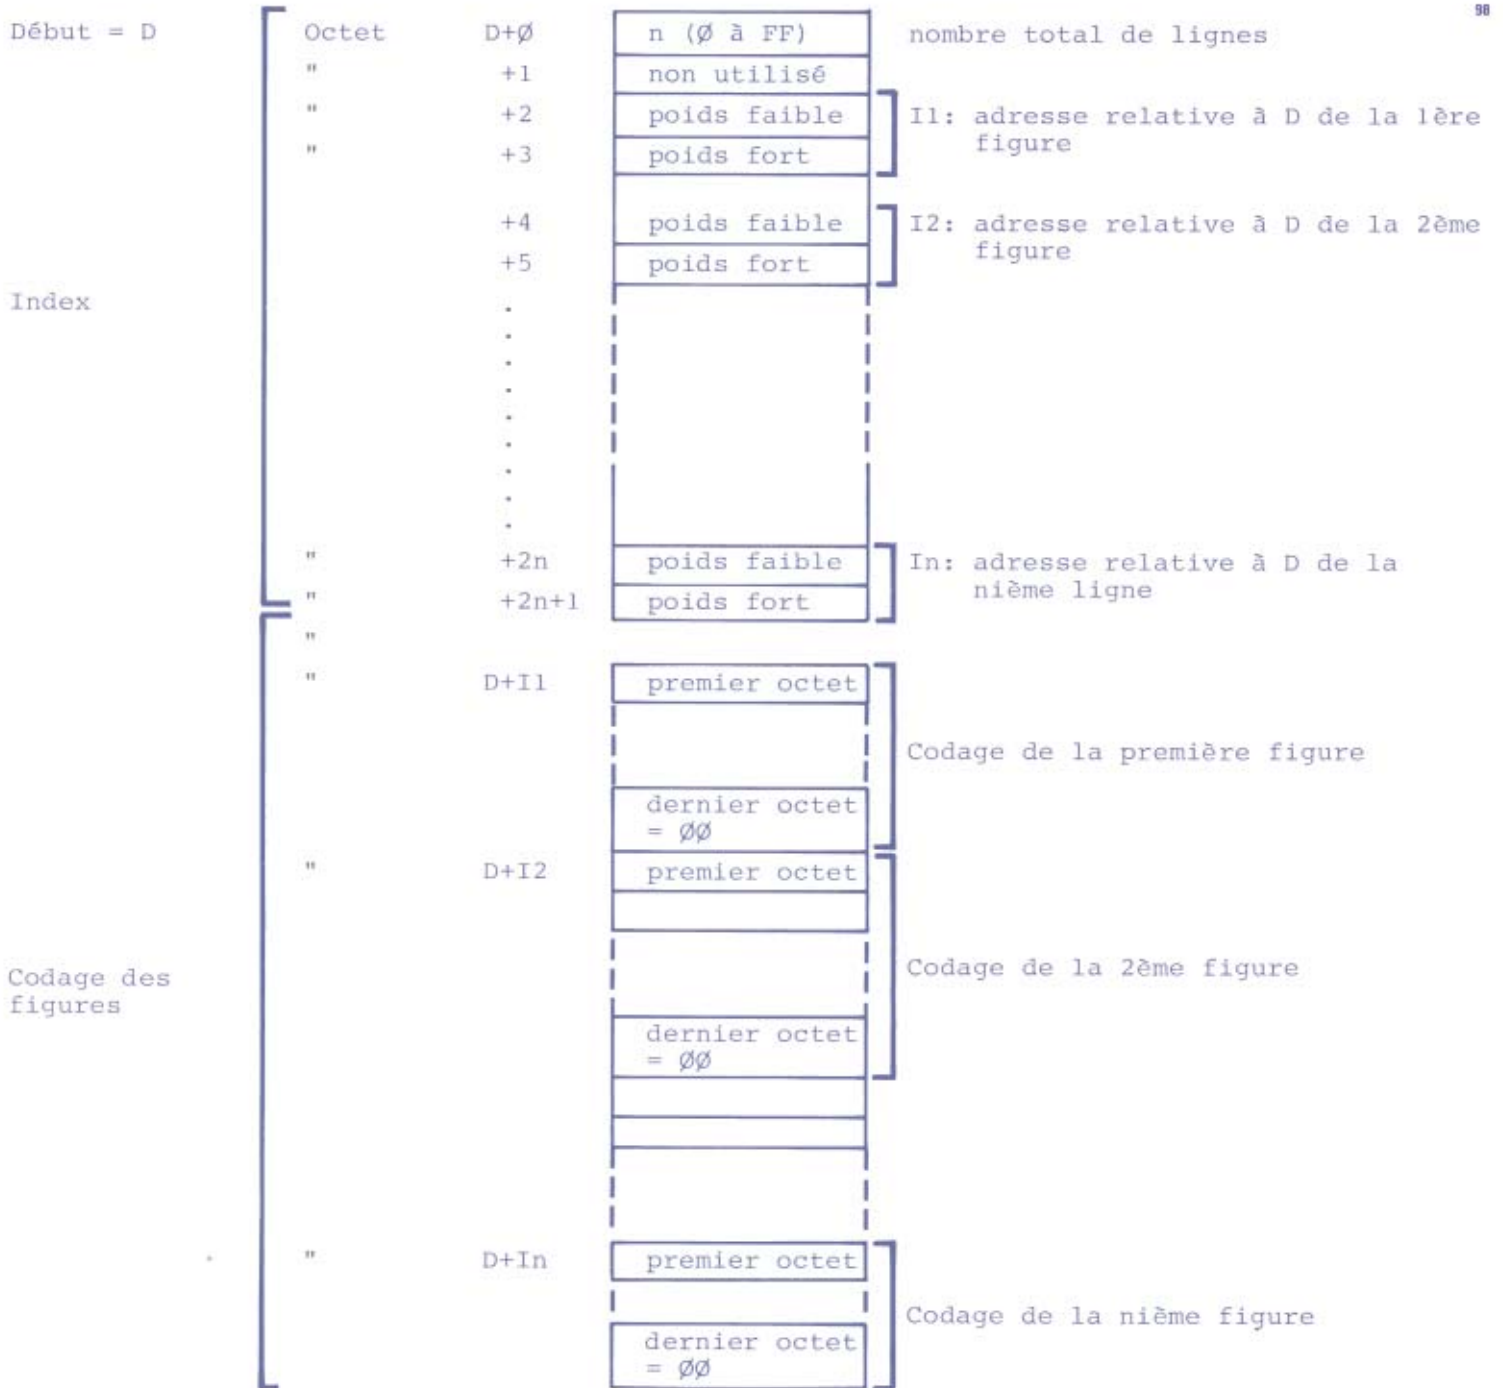 98
Début = D Octet D+Ø n (Ø à FF) nombre total de lignes
" +1 non utilisé
" +2 poids faible I1: adresse relative à D de la 1ère
" +3 poids fort figure
+4 poids faible I2: adresse relative à D de la 2ème
+5 poids fort figure
Index
.
.
.
.
.
.
.
.
.
" +2n poids faible In: adresse relative à D de la
" +2n+1 poids fort nième ligne
"
" D+I1 premier octet
Codage de la première figure
dernier octet
= ØØ
" D+I2 premier octet
Codage des
figures
Codage de la 2ème figure
dernier octet
= ØØ
" D+In premier octet
Codage de la nième figure
dernier octet
= ØØ